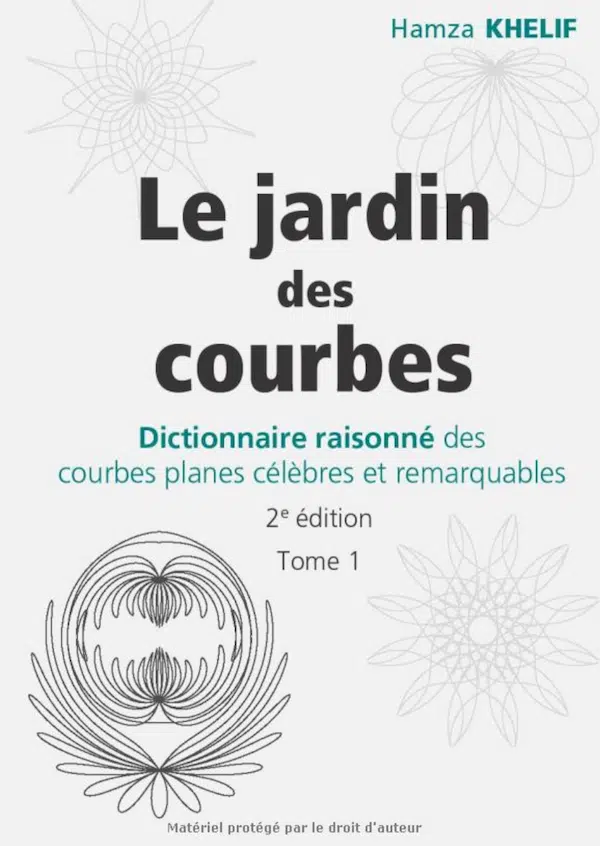 Hamza KHELIF
Le jardin
des
courbes
Dictionnaire raisonné des
courbes planes célèbres et remarquables
2e édition
Tome 1
Matériel protégé par le droit d'auteur